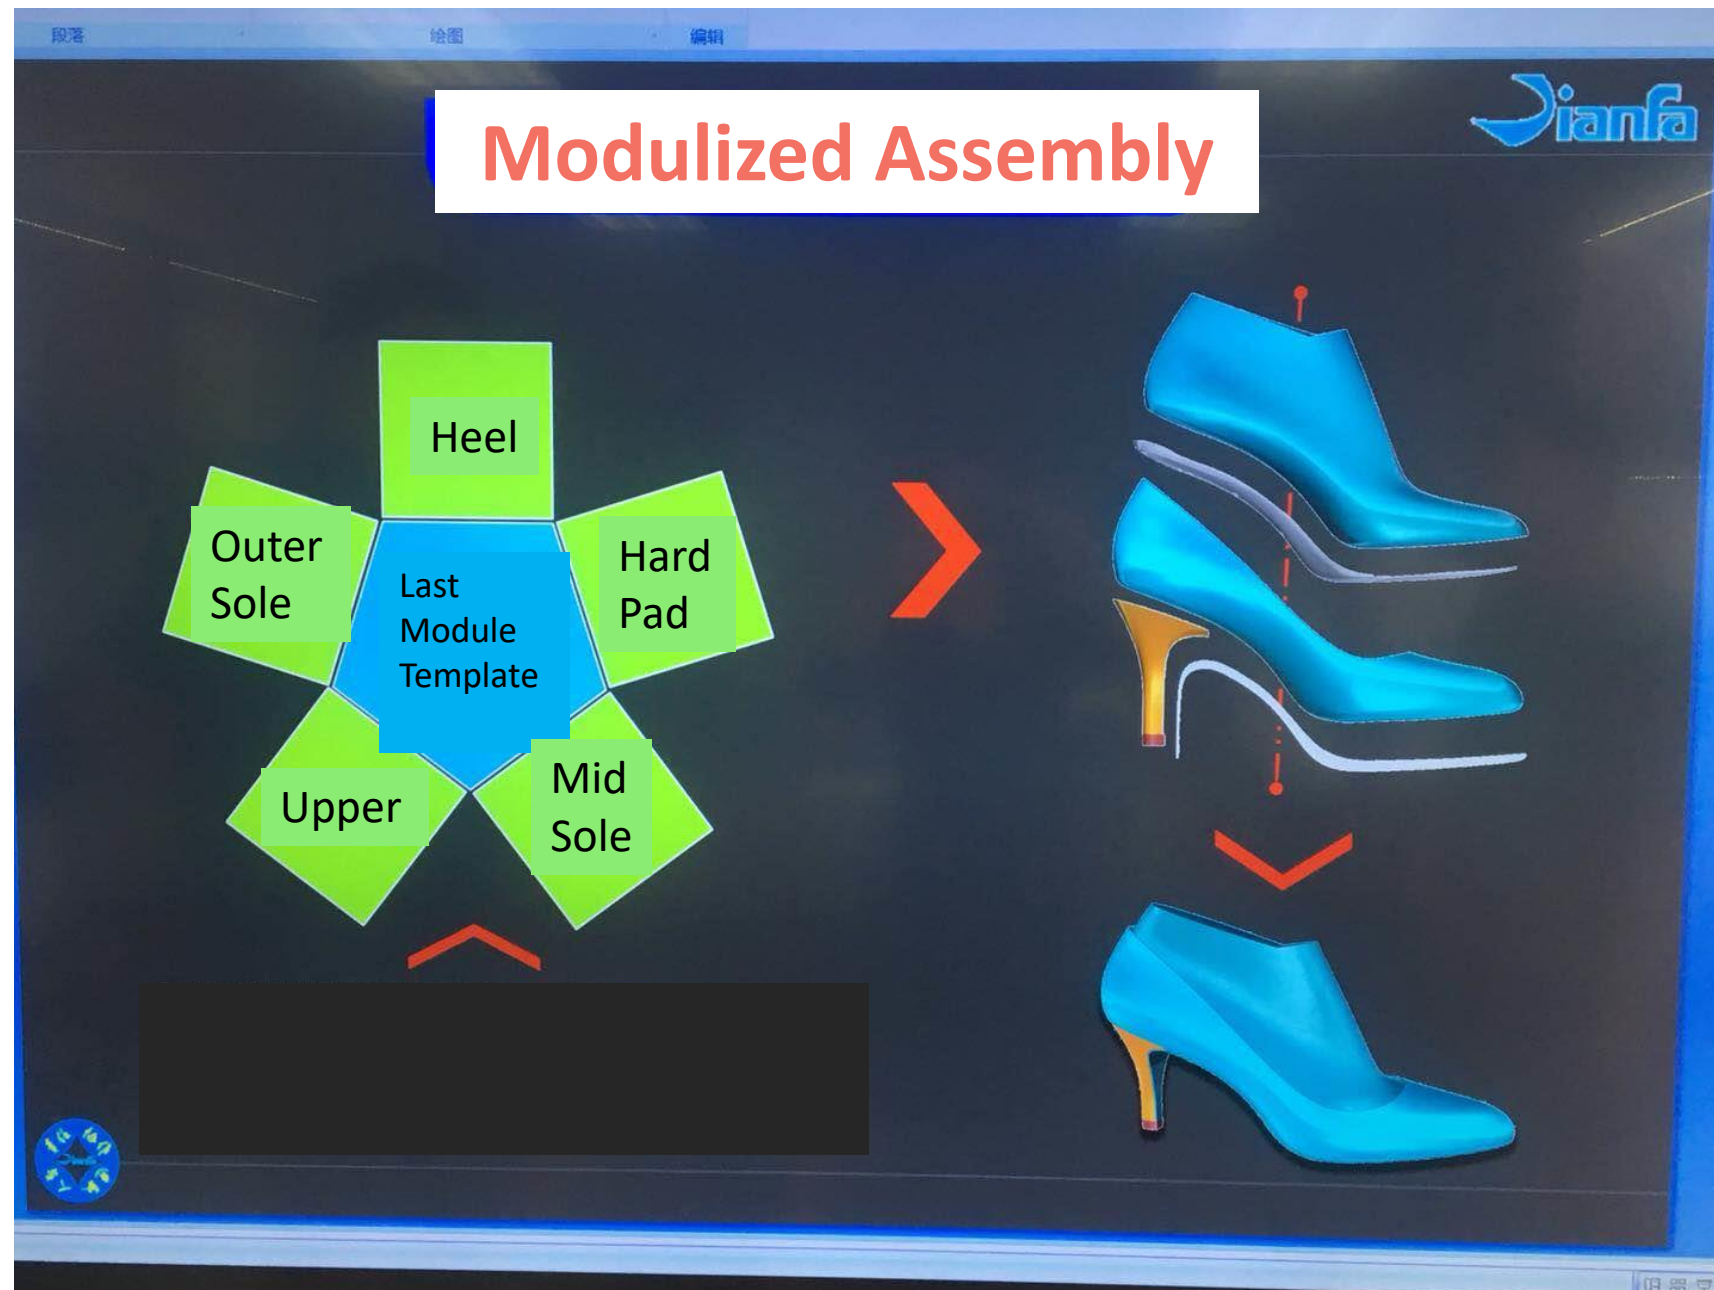 段落
绘图
编辑
Dianfa
Modulized Assembly
Heel
Outer
Sole
Hard
Pad
Last
Module
Template
Upper
Mid
Sole